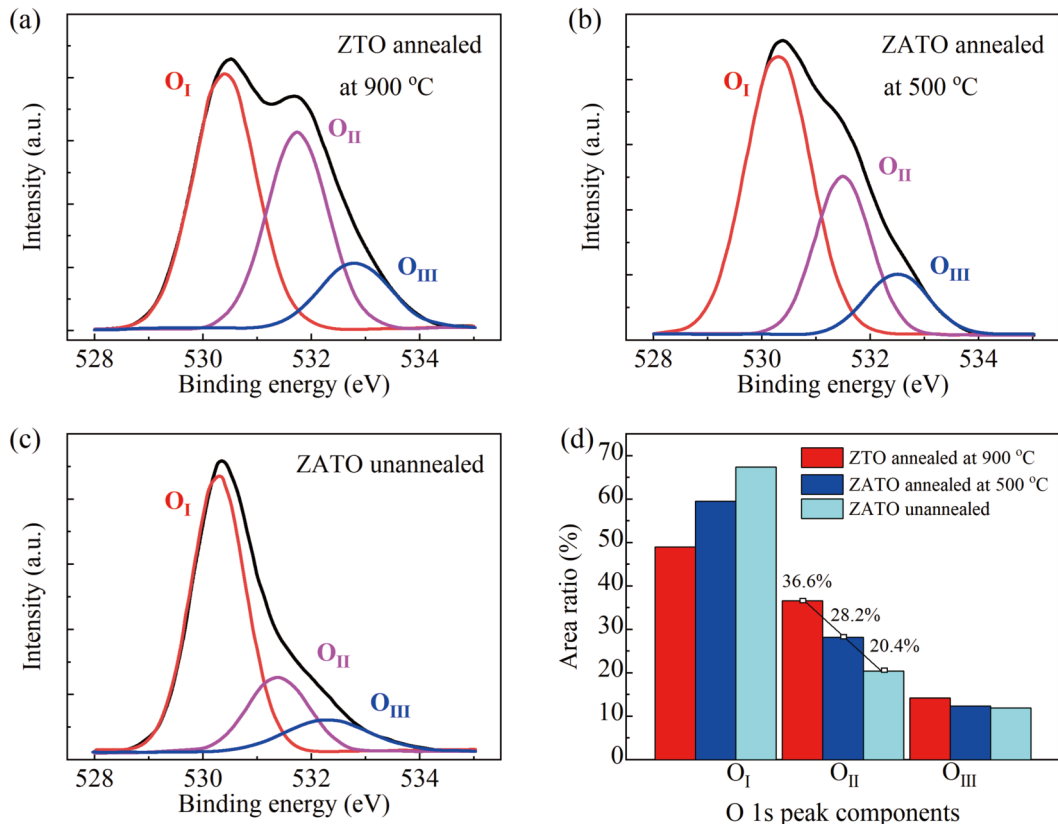 (a)
ZTO annealed
at 900 °C
O_I
O_II
O_III
Intensity (a.u.)
528 530 532 534
Binding energy (eV)
(b)
ZATO annealed
at 500 °C
O_I
O_II
O_III
Intensity (a.u.)
528 530 532 534
Binding energy (eV)
(c)
ZATO unannealed
O_I
O_II
O_III
Intensity (a.u.)
528 530 532 534
Binding energy (eV)
(d)
ZTO annealed at 900 °C
ZATO annealed at 500 °C
ZATO unannealed
70
60
50
40
30
20
10
0
Area ratio (%)
36.6%
28.2%
20.4%
O_I O_II O_III
O 1s peak components